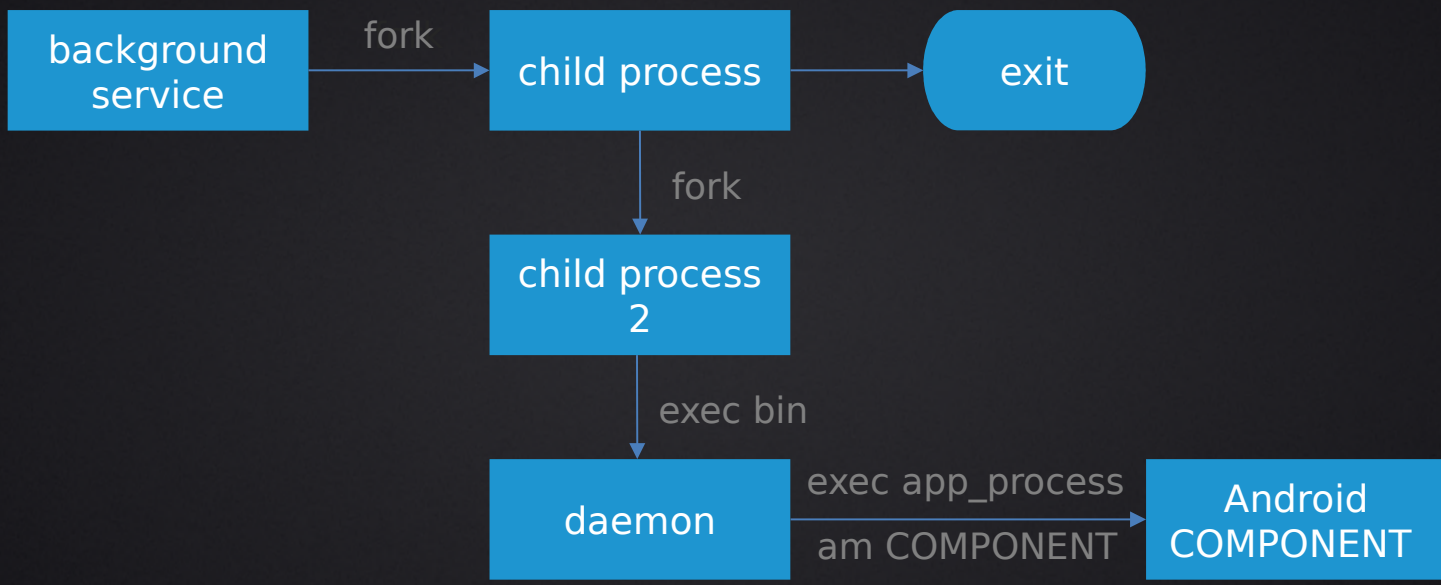 background
service
fork
child process
exit
fork
child process
2
exec bin
daemon
exec app_process
am COMPONENT
Android
COMPONENT